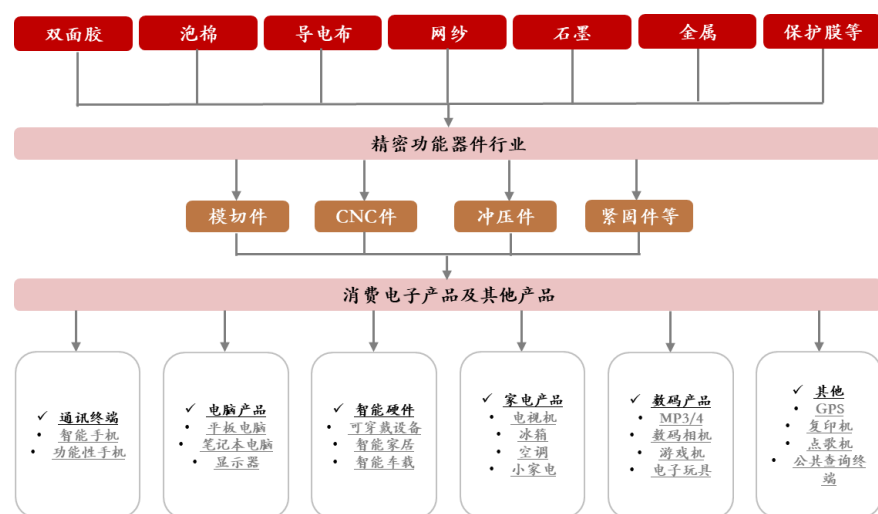 双面胶
泡棉
导电布
网纱
石墨
金属
保护膜等
精密功能器件行业
模切件
CNC件
冲压件
紧固件等
消费电子产品及其他产品
✓ 通讯终端
• 智能手机
• 功能性手机
✓ 电脑产品
• 平板电脑
• 笔记本电脑
• 显示器
✓ 智能硬件
• 可穿戴设备
• 智能家居
• 智能车载
✓ 家电产品
• 电视机
• 冰箱
• 空调
• 小家电
✓ 数码产品
• MP3/4
• 数码相机
• 游戏机
• 电子玩具
✓ 其他
• GPS
• 复印机
• 点歌机
• 公共查询终
端